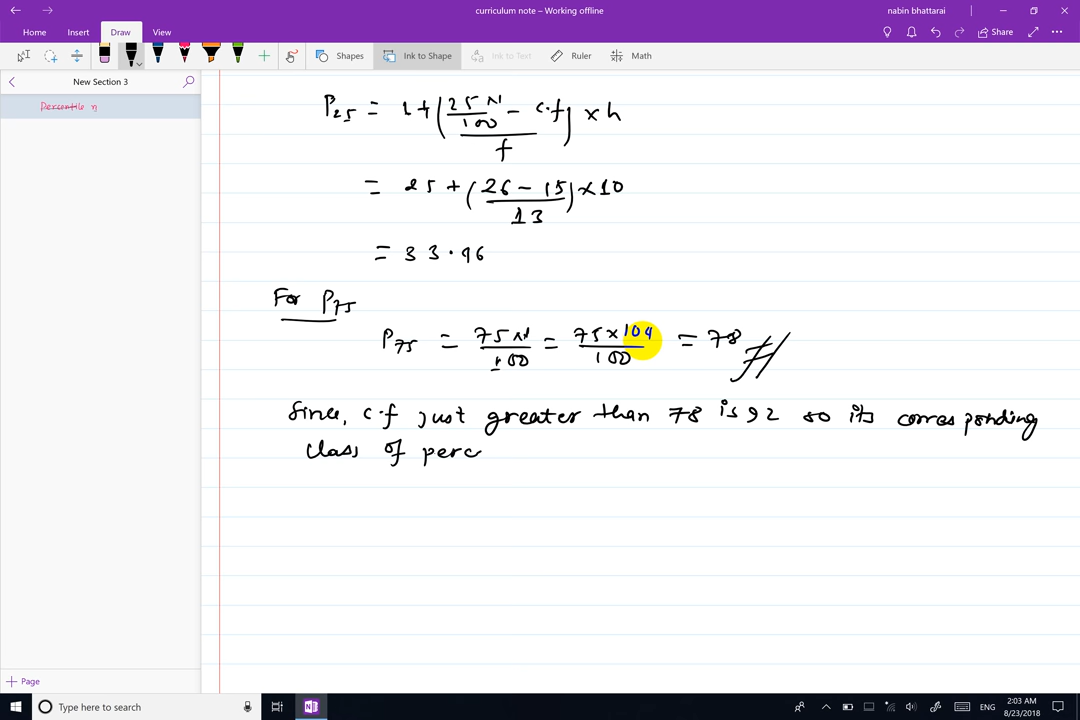 curriculum note – Working offline
nabin bhattarai
Home Insert Draw View
Share
Shapes Ink to Shape Ink to Text Ruler Math
New Section 3
Percentile
P25 = l+(25N/100 - c.f/f) × h
= 25 + (26 - 15/13) × 10
= 33.46
For P75
P75 = 75N/100 = 75×104/100 = 78
Since, c.f just greater than 78 is 92 so its corresponding
class of perc
Page
Type here to search
ENG
2:03 AM
8/23/2018